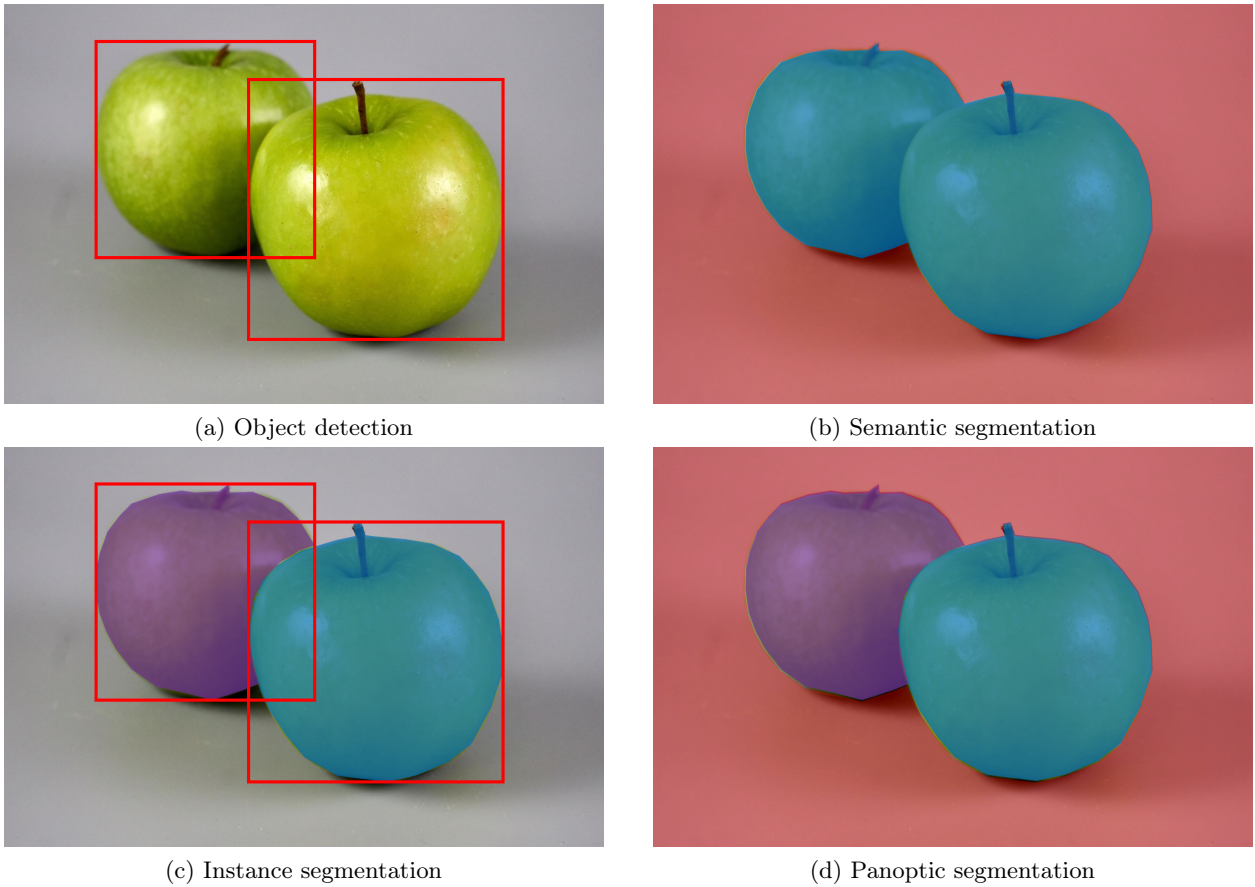 (a) Object detection
(b) Semantic segmentation
(c) Instance segmentation
(d) Panoptic segmentation